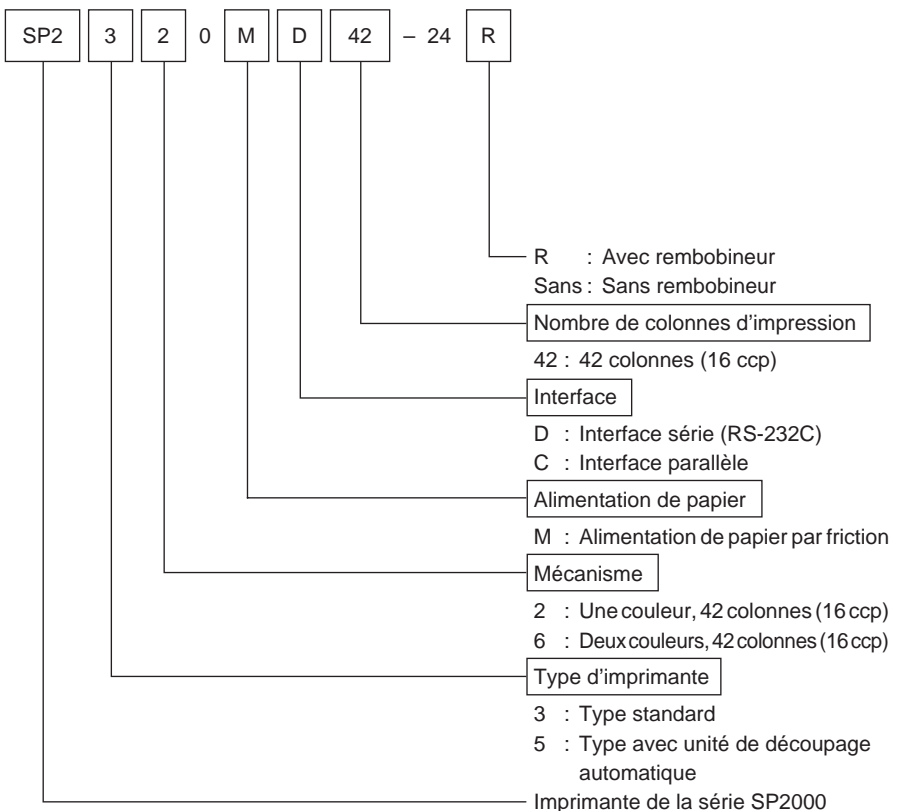 SP2 3 2 0 M D 42 – 24 R
R : Avec rembobineur
Sans : Sans rembobineur
Nombre de colonnes d'impression
42 : 42 colonnes (16 ccp)
Interface
D : Interface série (RS-232C)
C : Interface parallèle
Alimentation de papier
M : Alimentation de papier par friction
Mécanisme
2 : Une couleur, 42 colonnes (16 ccp)
6 : Deux couleurs, 42 colonnes (16 ccp)
Type d'imprimante
3 : Type standard
5 : Type avec unité de découpage
automatique
Imprimante de la série SP2000